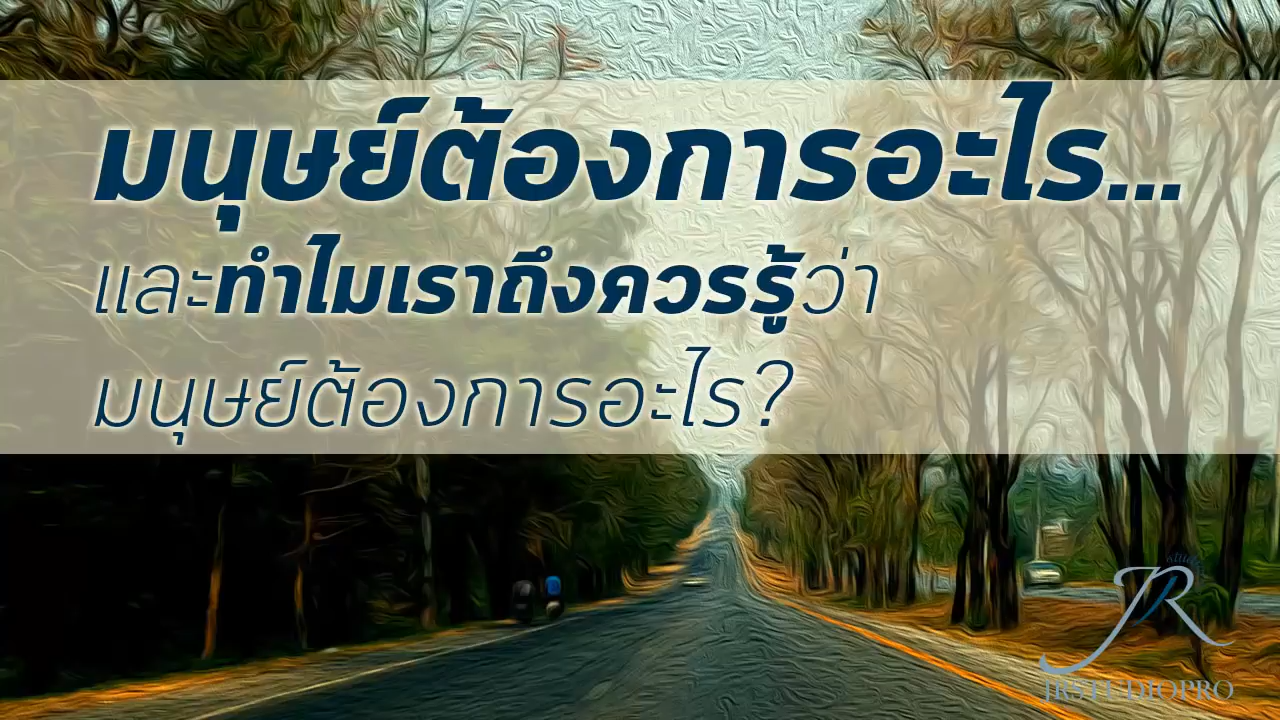 มนุษย์ต้องการอะไร...
และทำไมเราถึงควรรู้ว่า
มนุษย์ต้องการอะไร?
JR
JRSTUDIOPRO